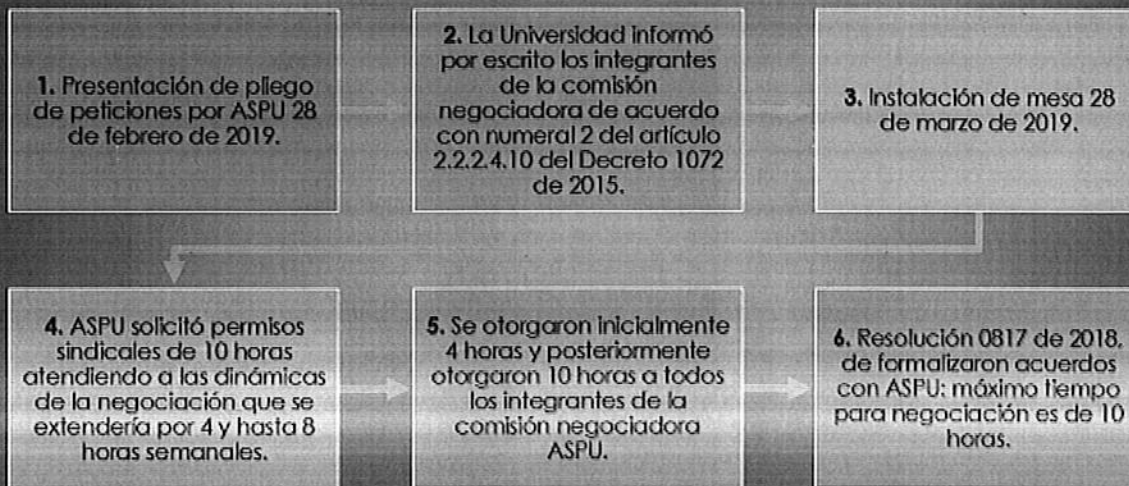 1. Presentación de pliego
de peticiones por ASPU 28
de febrero de 2019.
2. La Universidad informó
por escrito los integrantes
de la comisión
negociadora de acuerdo
con numeral 2 del artículo
2.2.2.4.10 del Decreto 1072
de 2015.
3. Instalación de mesa 28
de marzo de 2019.
4. ASPU solicitó permisos
sindicales de 10 horas
atendiendo a las dinámicas
de la negociación que se
extendería por 4 y hasta 8
horas semanales.
5. Se otorgaron inicialmente
4 horas y posteriormente
otorgaron 10 horas a todos
los integrantes de la
comisión negociadora
ASPU.
6. Resolución 0817 de 2018,
de formalizaron acuerdos
con ASPU: máximo tiempo
para negociación es de 10
horas.